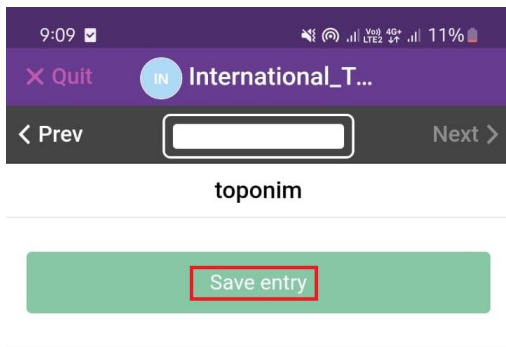 9:09 11%
X Quit IN International_T...
< Prev Next >
toponim
Save entry